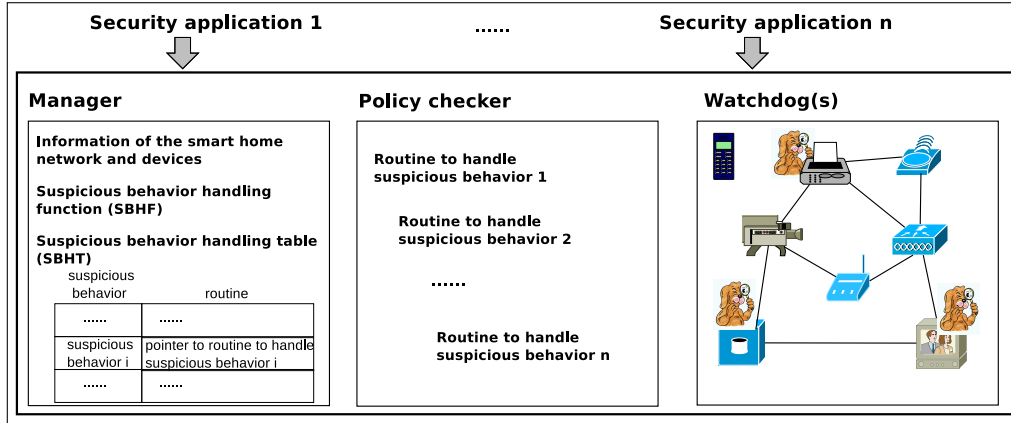 Security application 1
......
Security application n
Manager
Information of the smart home
network and devices
Suspicious behavior handling
function (SBHF)
Suspicious behavior handling table
(SBHT)
suspicious
behavior
routine
......
......
suspicious
behavior i
pointer to routine to handle
suspicious behavior i
......
......
Policy checker
Routine to handle
suspicious behavior 1
Routine to handle
suspicious behavior 2
......
Routine to handle
suspicious behavior n
Watchdog(s)